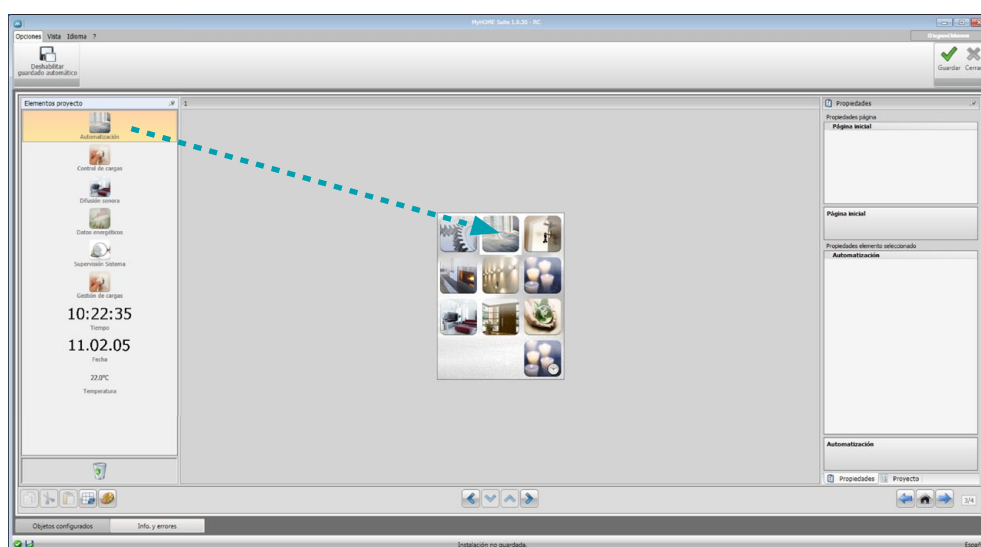 MyHOME Suite 1.0.30 - RC
Opciones Vista Idioma ?
Deshabilitar
guardado automático
Guardar Cerrar
Elementos proyecto
1
Propiedades
Automatización
Control de cargas
Difusión sonora
Datos energéticos
Supervisión Sistema
Gestión de cargas
10:22:35
Tiempo
11.02.05
Fecha
22.0°C
Temperatura
Propiedades página
Página inicial
Página inicial
Propiedades elemento seleccionado
Automatización
Automatización
Propiedades Proyecto
3/4
Objetos configurados Info. y errores
Instalación no guardada.
Españ